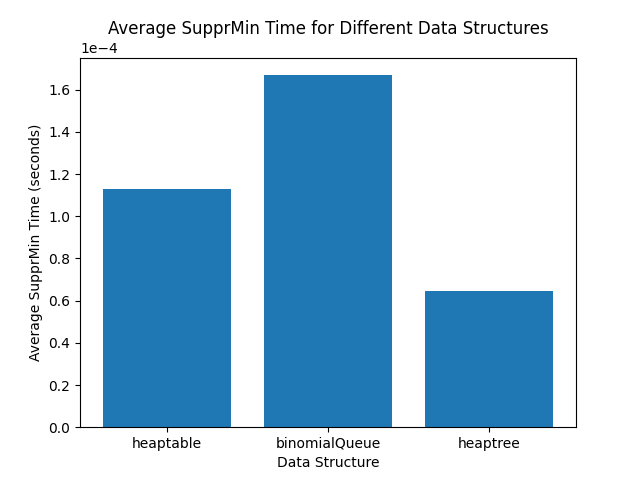 Average SupprMin Time for Different Data Structures
1e−4
1.6
1.4
1.2
1.0
0.8
0.6
0.4
0.2
0.0
Average SupprMin Time (seconds)
heaptable binomialQueue heaptree
Data Structure